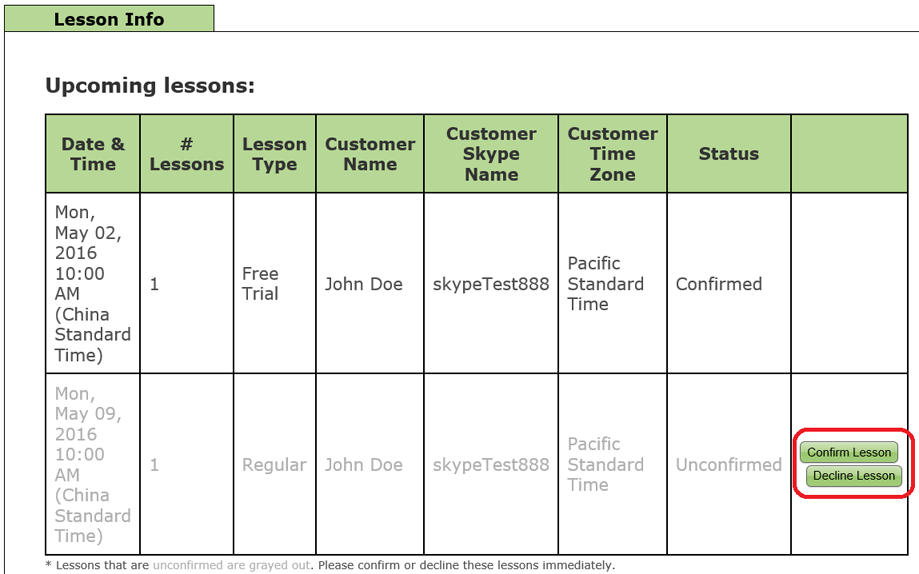 Lesson Info
Upcoming lessons:
Date &
Time
#
Lessons
Lesson
Type
Customer
Name
Customer
Skype
Name
Customer
Time
Zone
Status
Mon,
May 02,
2016
10:00
AM
(China
Standard
Time)
1
Free
Trial
John Doe
skypeTest888
Pacific
Standard
Time
Confirmed
Mon,
May 09,
2016
10:00
AM
(China
Standard
Time)
1
Regular
John Doe
skypeTest888
Pacific
Standard
Time
Unconfirmed
Confirm Lesson
Decline Lesson
* Lessons that are unconfirmed are grayed out. Please confirm or decline these lessons immediately.